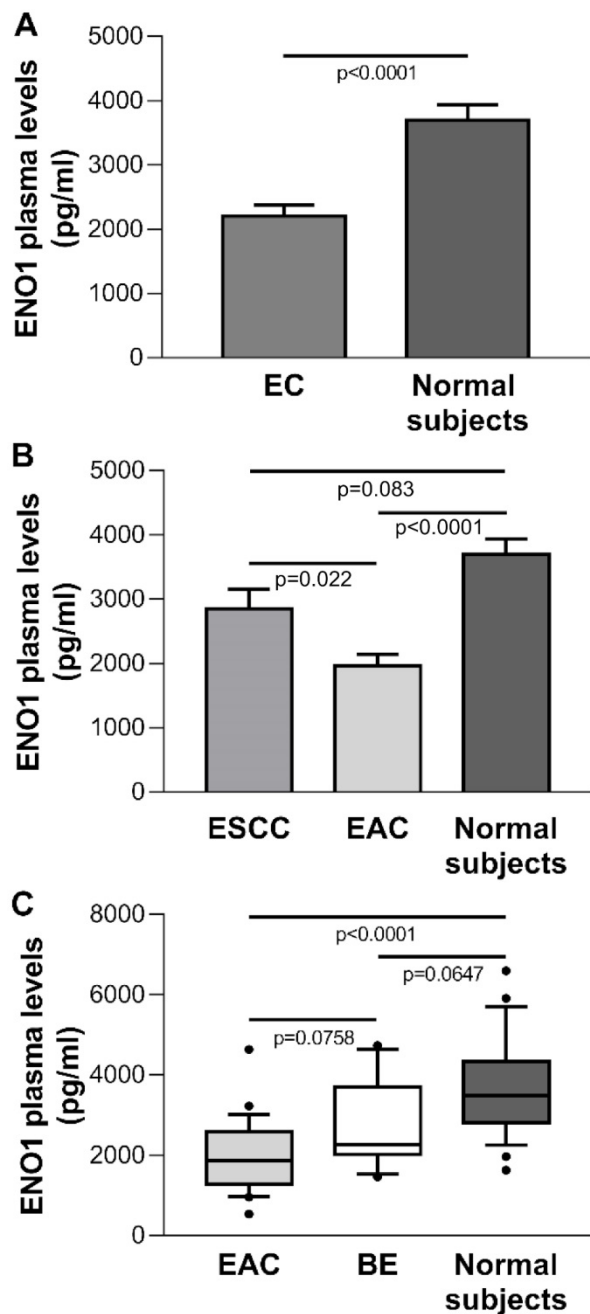 A
ENO1 plasma levels
(pg/ml)
5000
4000
3000
2000
1000
0
p<0.0001
EC
Normal
subjects
B
ENO1 plasma levels
(pg/ml)
5000
4000
3000
2000
1000
0
p=0.083
p<0.0001
p=0.022
ESCC
EAC
Normal
subjects
C
ENO1 plasma levels
(pg/ml)
8000
6000
4000
2000
0
p<0.0001
p=0.0647
p=0.0758
EAC
BE
Normal
subjects